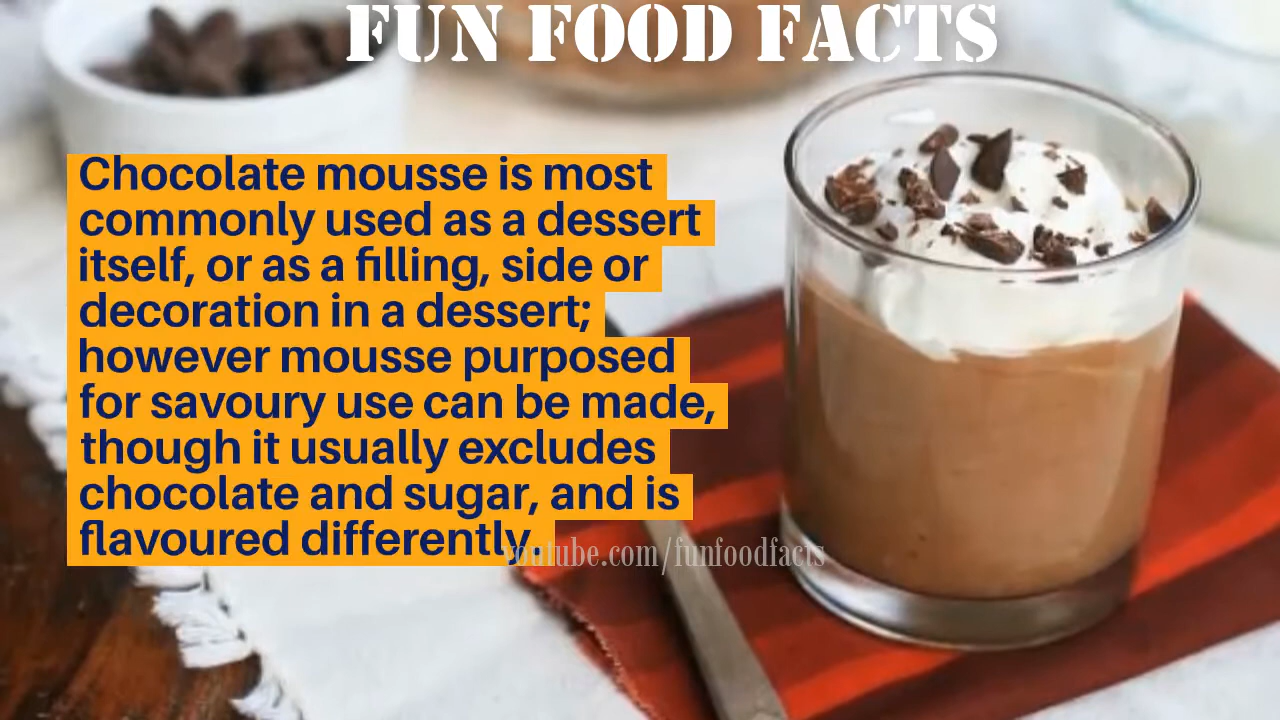 FUN FOOD FACTS
Chocolate mousse is most
commonly used as a dessert
itself, or as a filling, side or
decoration in a dessert;
however mousse purposed
for savoury use can be made,
though it usually excludes
chocolate and sugar, and is
flavoured differently.
youtube.com/funfoodfacts